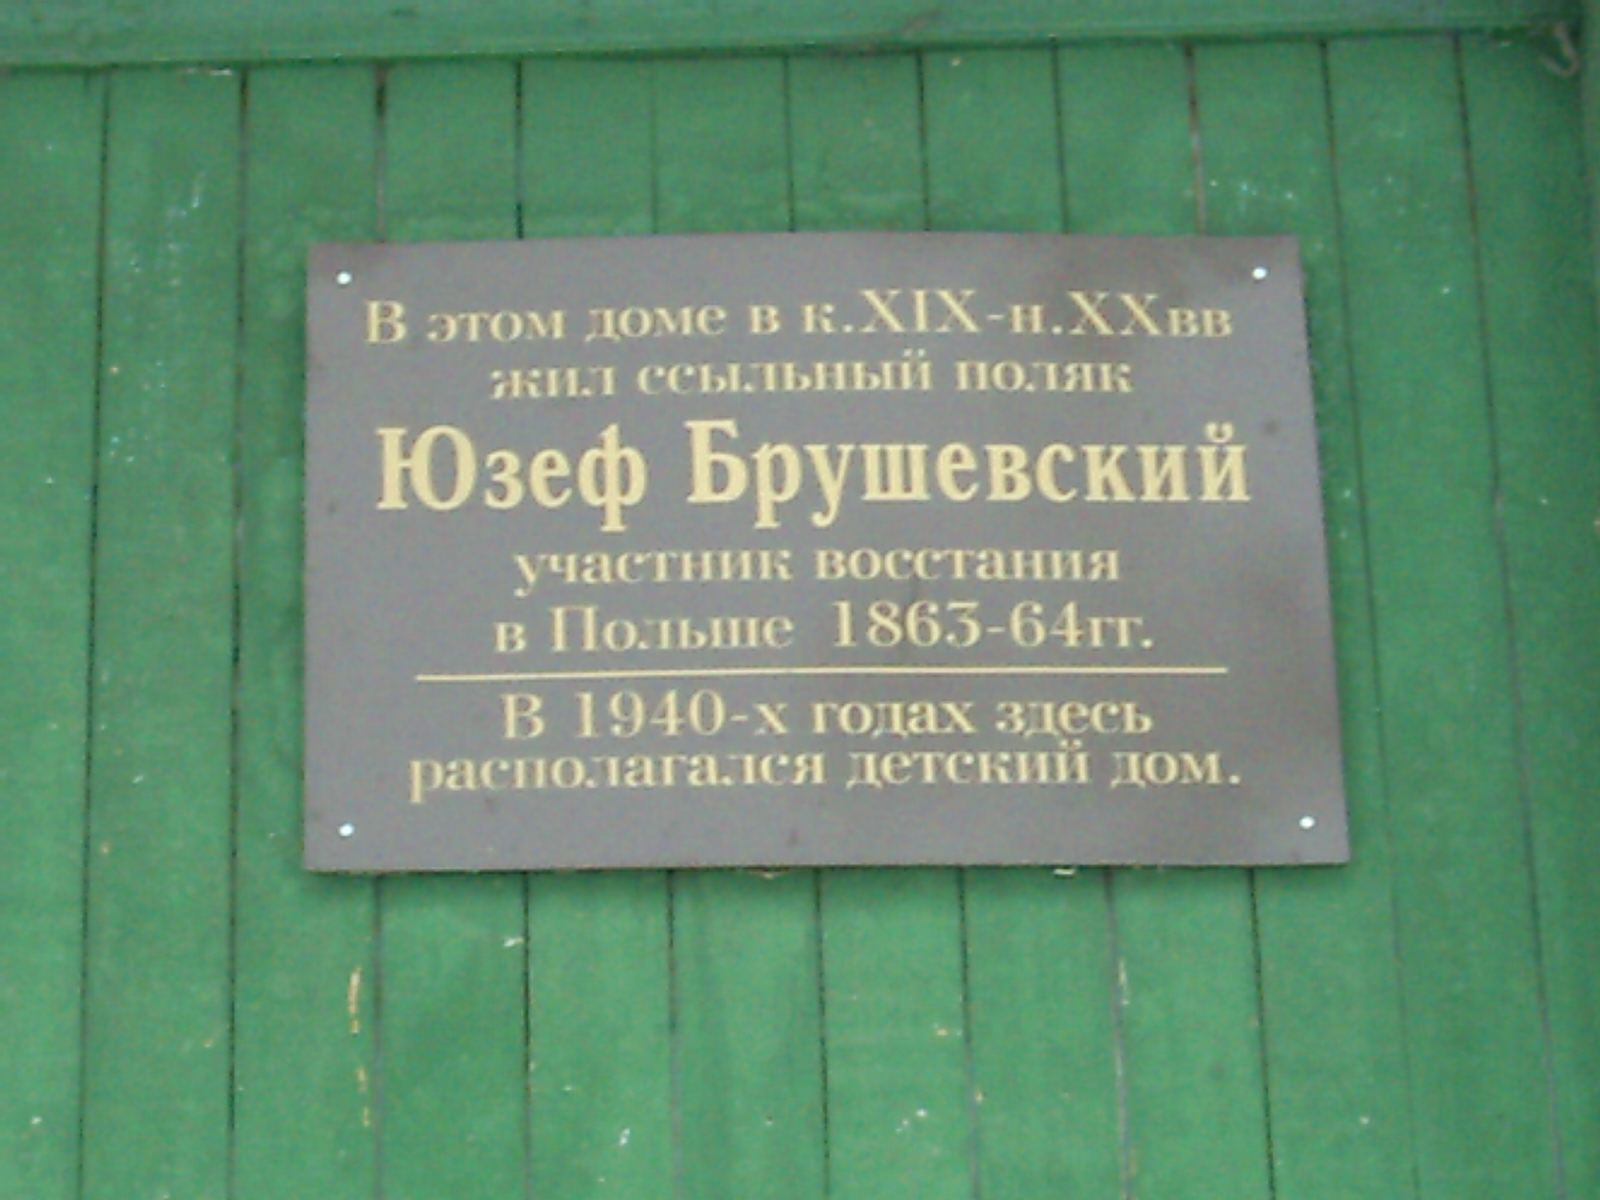 В этом доме в к.XIX-н.XXвв
жил ссыльный поляк
Юзеф Брушевский
участник восстания
в Польше 1863-64гг.
В 1940-х годах здесь
располагался детский дом.